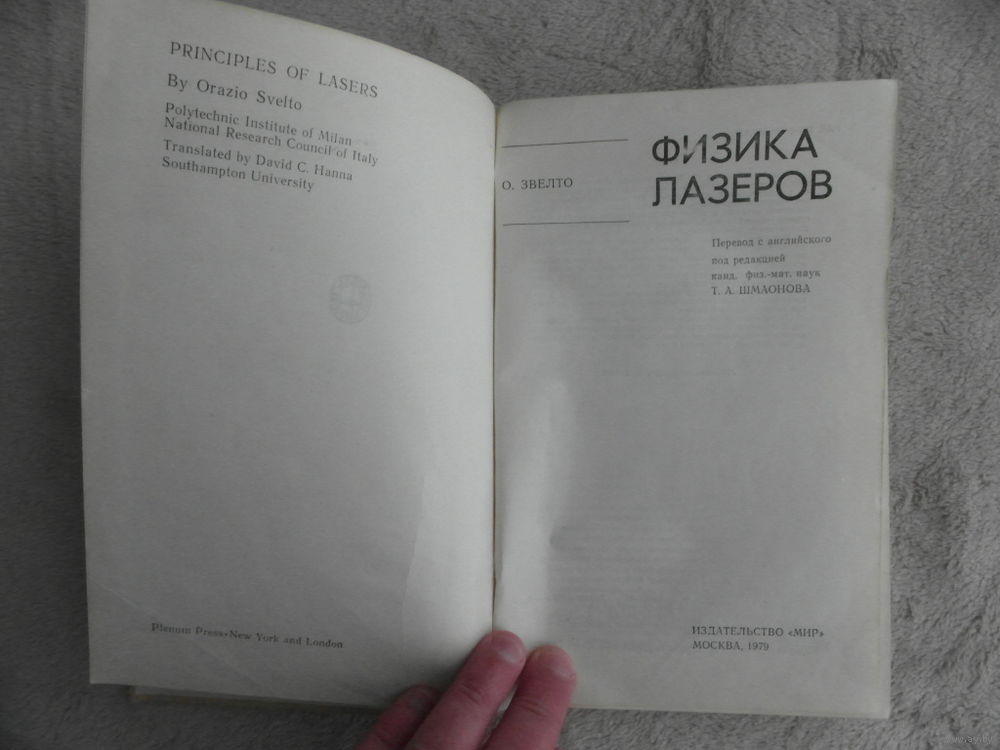 PRINCIPLES OF LASERS
By Orazio Svelto
Polytechnic Institute of Milan
National Research Council of Italy
Translated by David C. Hanna
Southampton University
Plenum Press•New York and London
О. ЗВЕЛТО
ФИЗИКА
ЛАЗЕРОВ
Перевод с английского
под редакцией
канд. физ.-мат. наук
Т. А. ШМАОНОВА
ИЗДАТЕЛЬСТВО «МИР»
МОСКВА, 1979